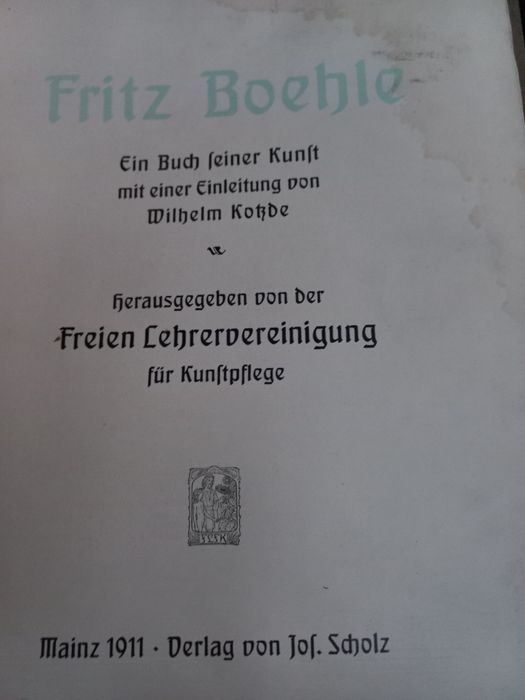 Fritz Boehle
Ein Buch ſeiner Kunſt
mit einer Einleitung von
Wilhelm Kotzde
Herausgegeben von der
Freien Lehrervereinigung
für Kunſtpflege
Mainz 1911 · Verlag von Joſ. Scholz